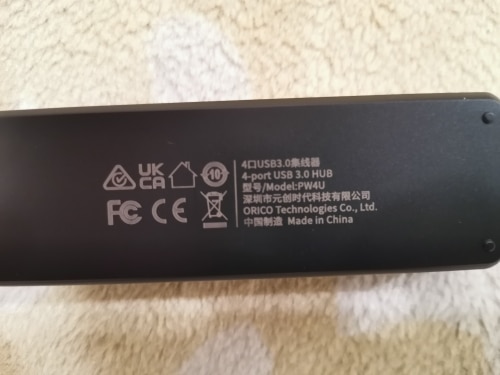 UK
CA
10
FC CE
4口USB3.0集线器
4-port USB 3.0 HUB
型号/Model:PW4U
深圳市元创时代科技有限公司
ORICO Technologies Co., Ltd.
中国制造 Made in China